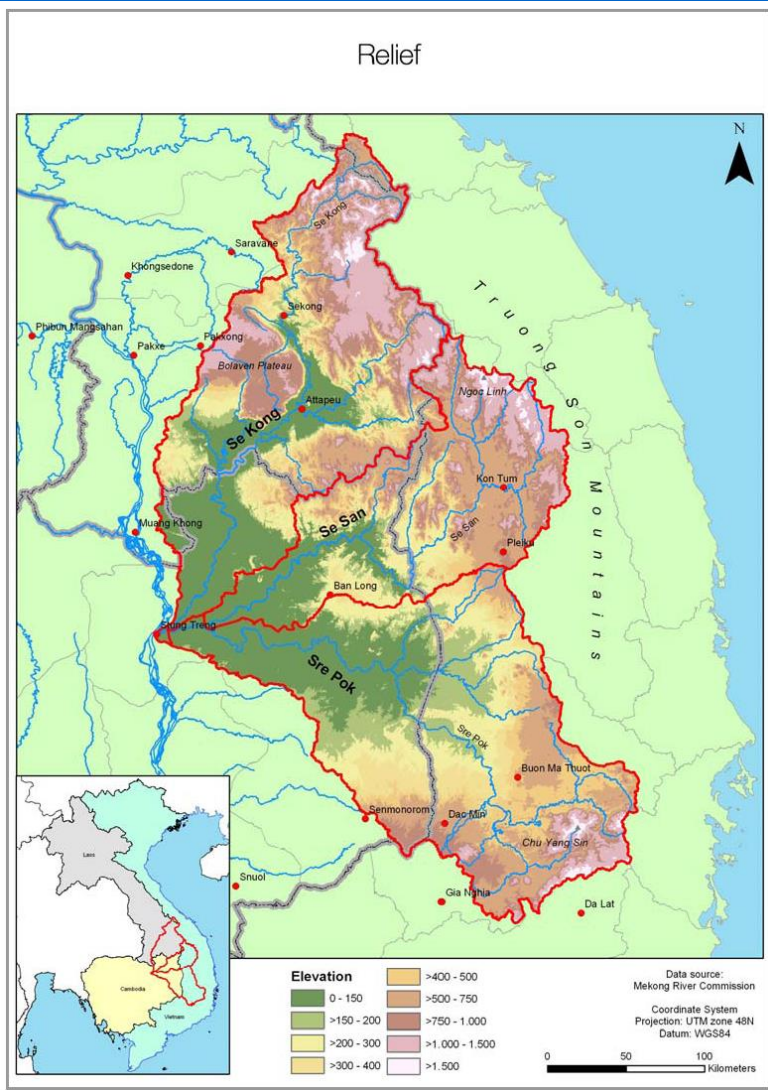 Relief
N
Se Kong
Saravane
Khongsedone
Sekong
Phibun Mangsahan
Pakxe
Pakxong
Bolaven Plateau
Truong Son Mountains
Ngoc Linh
Attapeu
Se Kong
Kon Tum
Se San
Muang Khong
Se San
Pleiku
Ban Long
Stung Treng
Sre Pok
Sre Pok
Buon Ma Thuot
Senmonorom
Dac Min
Chu Yang Sin
Snuol
Gia Nghia
Da Lat
Laos
Cambodia
Vietnam
Elevation
0 - 150
>150 - 200
>200 - 300
>300 - 400
>400 - 500
>500 - 750
>750 - 1.000
>1.000 - 1.500
>1.500
Data source:
Mekong River Commission
Coordinate System
Projection: UTM zone 48N
Datum: WGS84
0 50 100
Kilometers